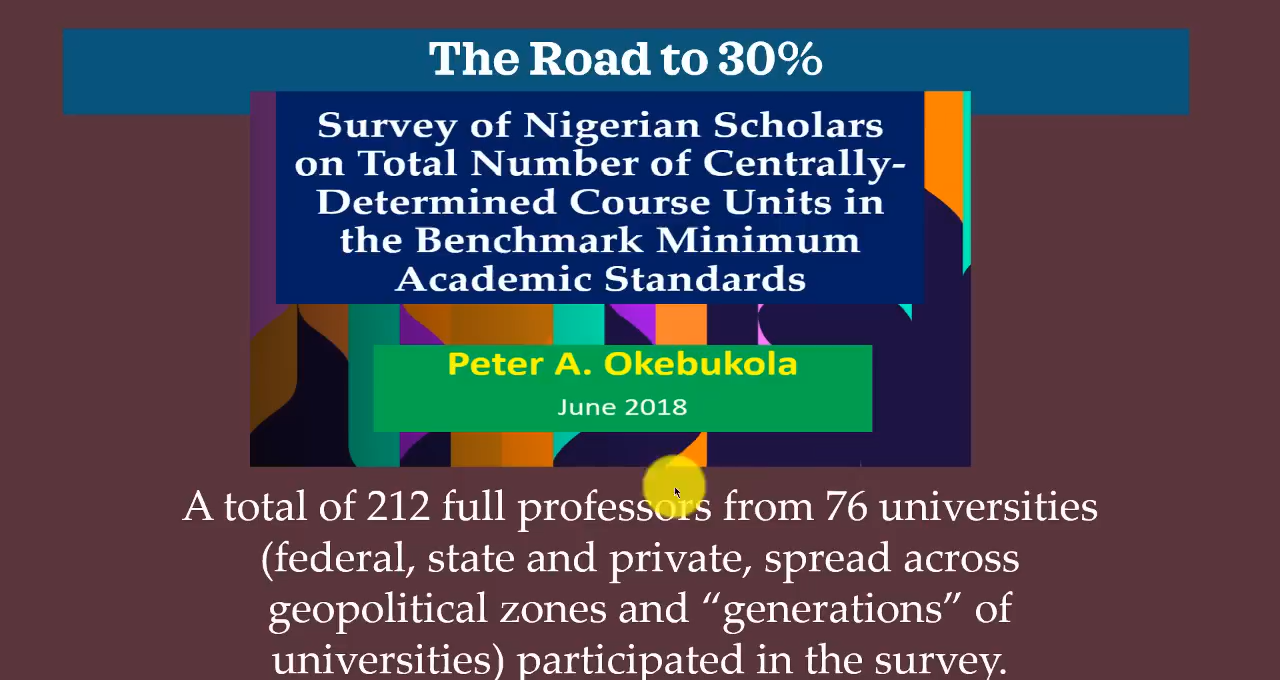 The Road to 30%
Survey of Nigerian Scholars
on Total Number of Centrally-
Determined Course Units in
the Benchmark Minimum
Academic Standards
Peter A. Okebukola
June 2018
A total of 212 full professors from 76 universities
(federal, state and private, spread across
geopolitical zones and “generations” of
universities) participated in the survey.